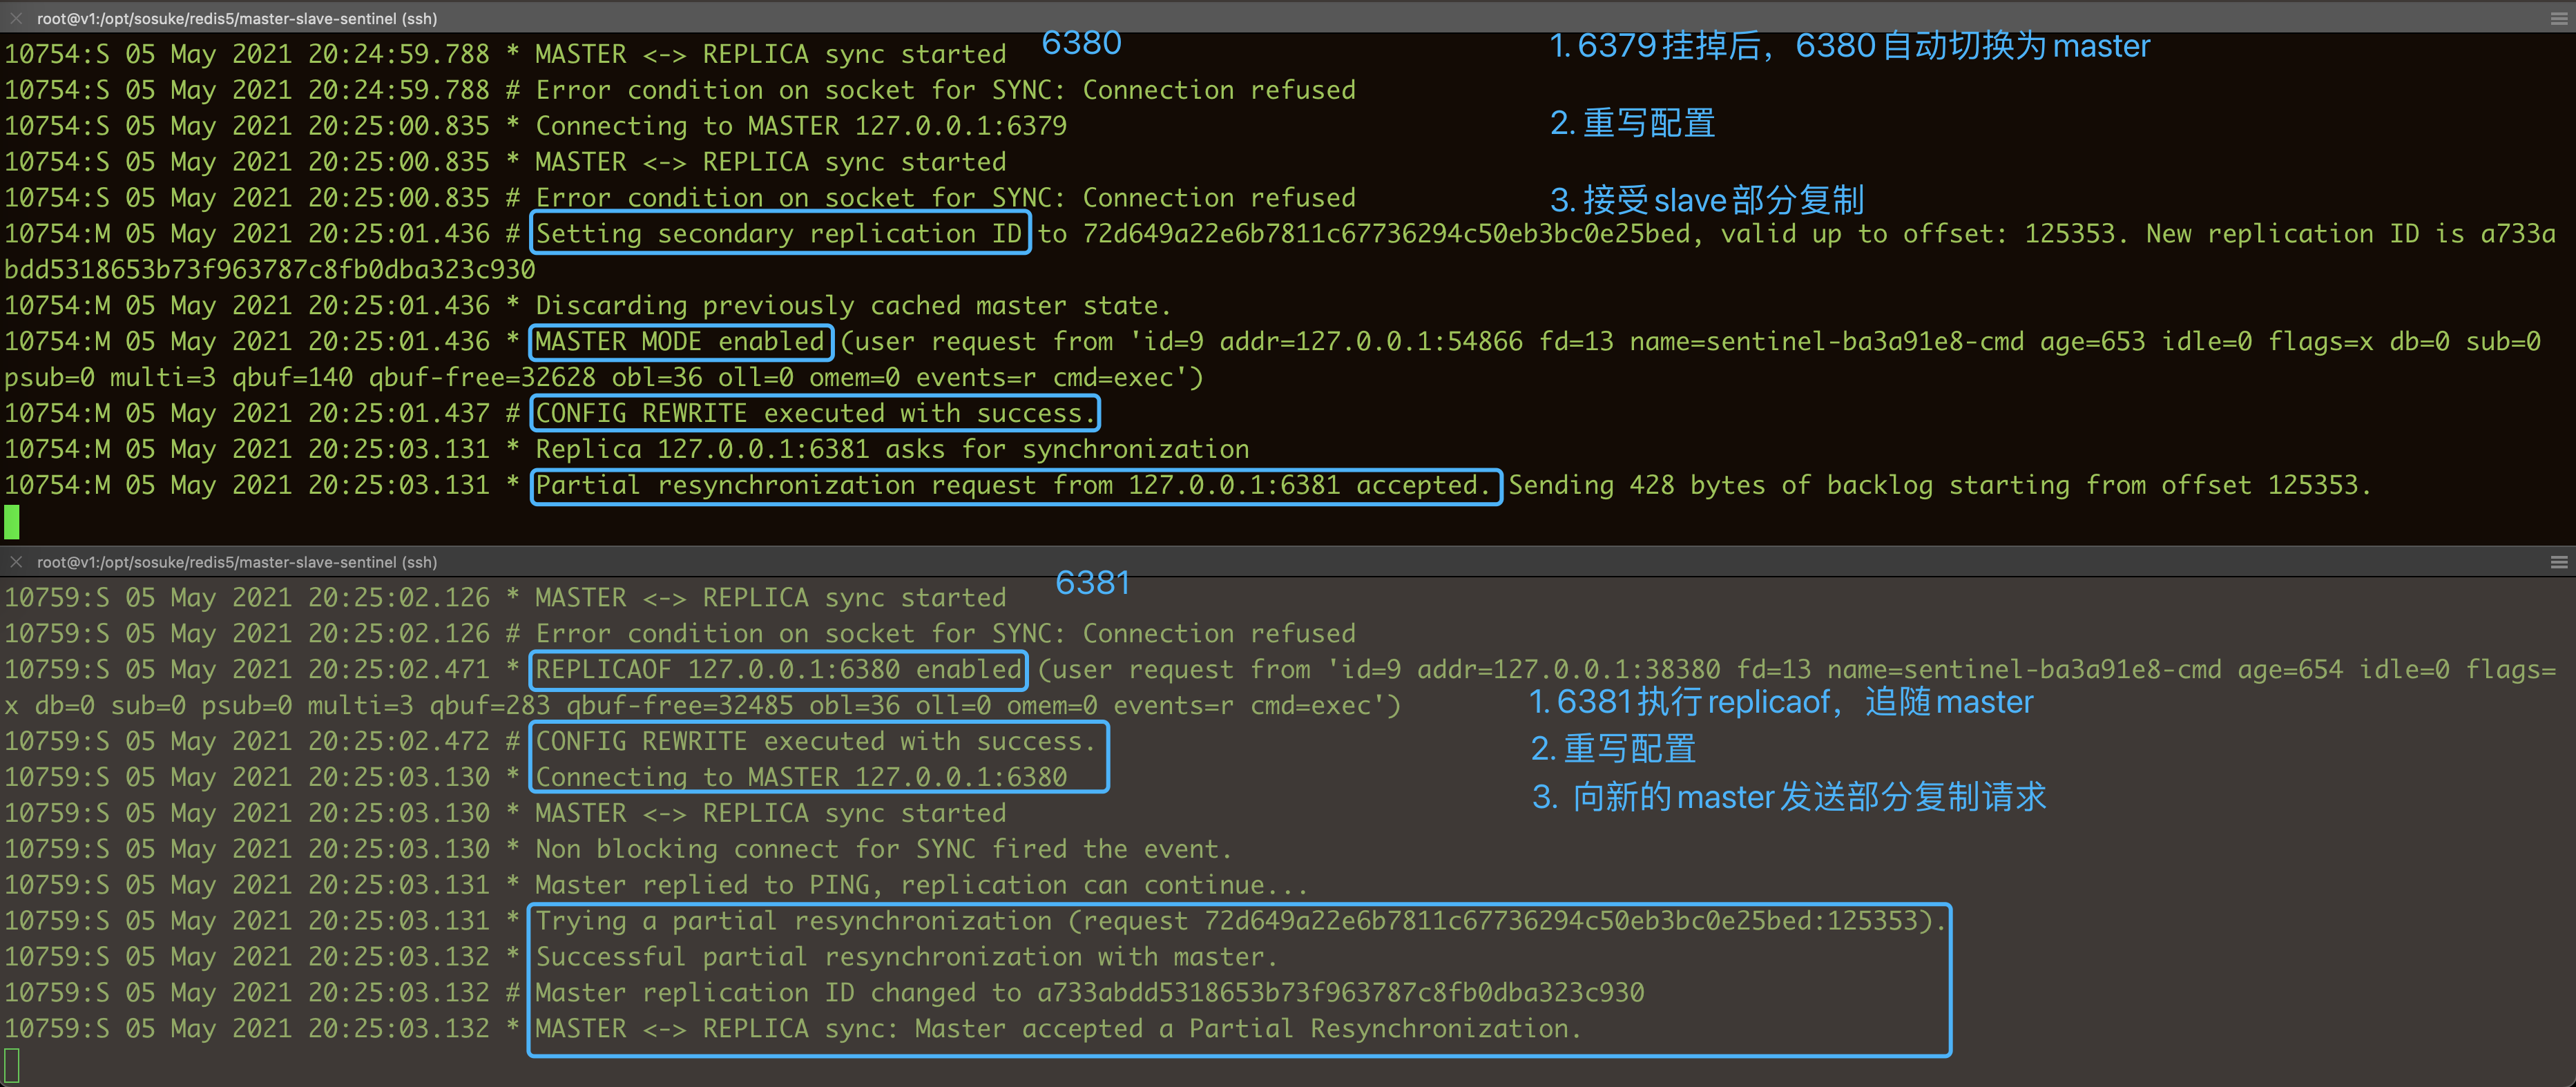 root@v1:/opt/sosuke/redis5/master-slave-sentinel (ssh)
10754:S 05 May 2021 20:24:59.788 * MASTER <-> REPLICA sync started
6380
1. 6379挂掉后，6380自动切换为master
10754:S 05 May 2021 20:24:59.788 # Error condition on socket for SYNC: Connection refused
10754:S 05 May 2021 20:25:00.835 * Connecting to MASTER 127.0.0.1:6379
2. 重写配置
10754:S 05 May 2021 20:25:00.835 * MASTER <-> REPLICA sync started
10754:S 05 May 2021 20:25:00.835 # Error condition on socket for SYNC: Connection refused
3. 接受slave部分复制
10754:M 05 May 2021 20:25:01.436 # Setting secondary replication ID to 72d649a22e6b7811c67736294c50eb3bc0e25bed, valid up to offset: 125353. New replication ID is a733a
bdd5318653b73f963787c8fb0dba323c930
10754:M 05 May 2021 20:25:01.436 * Discarding previously cached master state.
10754:M 05 May 2021 20:25:01.436 * MASTER MODE enabled (user request from 'id=9 addr=127.0.0.1:54866 fd=13 name=sentinel-ba3a91e8-cmd age=653 idle=0 flags=x db=0 sub=0
psub=0 multi=3 qbuf=140 qbuf-free=32628 obl=36 oll=0 omem=0 events=r cmd=exec')
10754:M 05 May 2021 20:25:01.437 # CONFIG REWRITE executed with success.
10754:M 05 May 2021 20:25:03.131 * Replica 127.0.0.1:6381 asks for synchronization
10754:M 05 May 2021 20:25:03.131 * Partial resynchronization request from 127.0.0.1:6381 accepted. Sending 428 bytes of backlog starting from offset 125353.
root@v1:/opt/sosuke/redis5/master-slave-sentinel (ssh)
6381
10759:S 05 May 2021 20:25:02.126 * MASTER <-> REPLICA sync started
10759:S 05 May 2021 20:25:02.126 # Error condition on socket for SYNC: Connection refused
10759:S 05 May 2021 20:25:02.471 * REPLICAOF 127.0.0.1:6380 enabled (user request from 'id=9 addr=127.0.0.1:38380 fd=13 name=sentinel-ba3a91e8-cmd age=654 idle=0 flags=
x db=0 sub=0 psub=0 multi=3 qbuf=283 qbuf-free=32485 obl=36 oll=0 omem=0 events=r cmd=exec')
1. 6381执行replicaof，追随master
10759:S 05 May 2021 20:25:02.472 # CONFIG REWRITE executed with success.
2. 重写配置
10759:S 05 May 2021 20:25:03.130 * Connecting to MASTER 127.0.0.1:6380
3. 向新的master发送部分复制请求
10759:S 05 May 2021 20:25:03.130 * MASTER <-> REPLICA sync started
10759:S 05 May 2021 20:25:03.130 * Non blocking connect for SYNC fired the event.
10759:S 05 May 2021 20:25:03.131 * Master replied to PING, replication can continue...
10759:S 05 May 2021 20:25:03.131 * Trying a partial resynchronization (request 72d649a22e6b7811c67736294c50eb3bc0e25bed:125353).
10759:S 05 May 2021 20:25:03.132 * Successful partial resynchronization with master.
10759:S 05 May 2021 20:25:03.132 # Master replication ID changed to a733abdd5318653b73f963787c8fb0dba323c930
10759:S 05 May 2021 20:25:03.132 * MASTER <-> REPLICA sync: Master accepted a Partial Resynchronization.